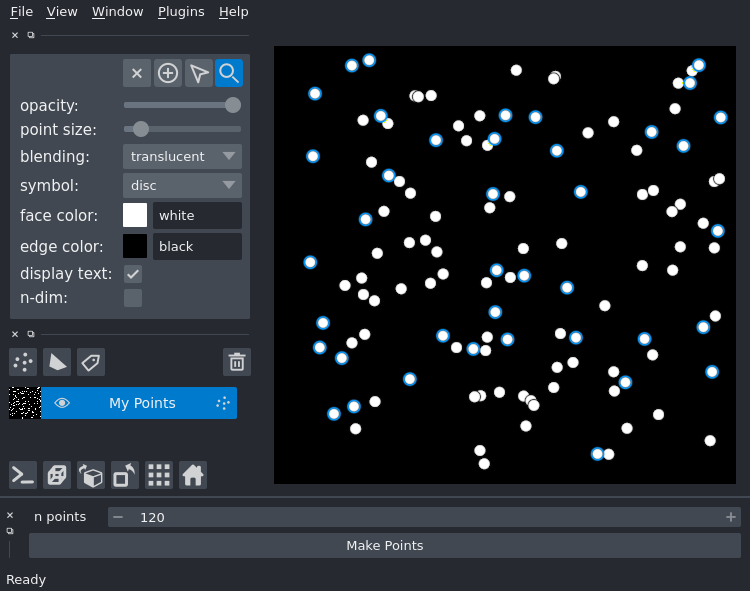 File View Window Plugins Help
opacity:
point size:
blending: translucent
symbol: disc
face color: white
edge color: black
display text:
n-dim:
My Points
n points 120
Make Points
Ready